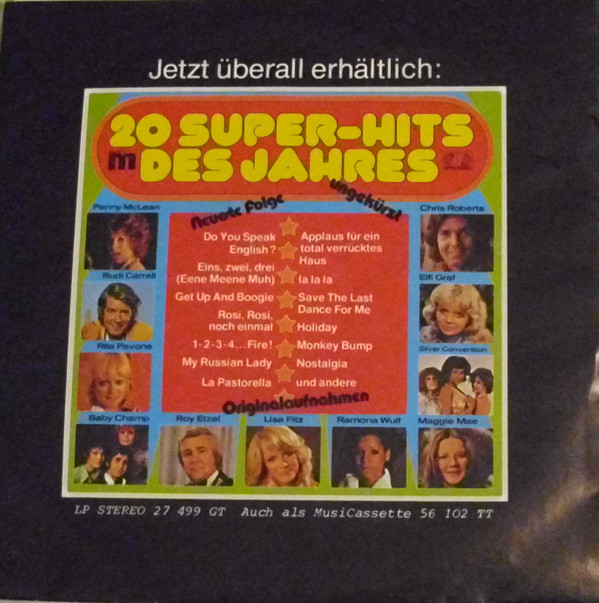 Jetzt überall erhältlich:
20 SUPER-HITS
m DES JAHRES
Neueste Folge
ungekürzt
Penny McLean
Chris Roberts
Do You Speak
English?
Applaus für ein
total verrücktes
Haus
Eins, zwei, drei
(Eene Meene Muh)
la la la
Get Up And Boogie
Save The Last
Dance For Me
Rosi, Rosi,
noch einmal
Holiday
1-2-3-4...Fire!
Monkey Bump
My Russian Lady
Nostalgia
La Pastorella
und andere
Originalaufnahmen
Rudi Carrell
Elfi Graf
Rita Pavone
Silver Convention
Baby Champ
Roy Etzel
Lisa Fitz
Ramona Wulf
Maggie Mae
LP STEREO 27 499 GT Auch als MusiCassette 56 102 TT